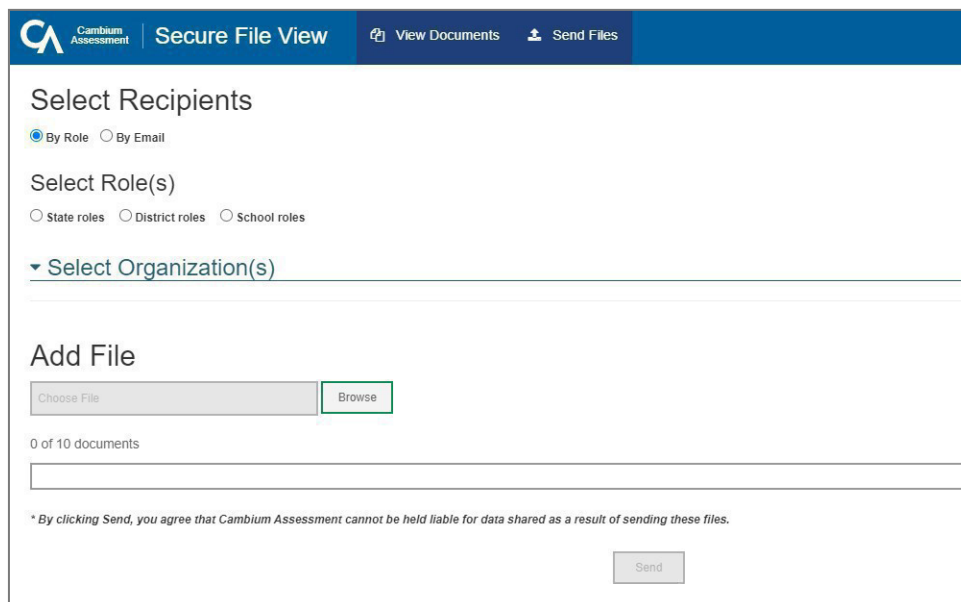 CA Cambium Assessment Secure File View View Documents Send Files
Select Recipients
By Role By Email
Select Role(s)
State roles District roles School roles
Select Organization(s)
Add File
Choose File Browse
0 of 10 documents
* By clicking Send, you agree that Cambium Assessment cannot be held liable for data shared as a result of sending these files.
Send